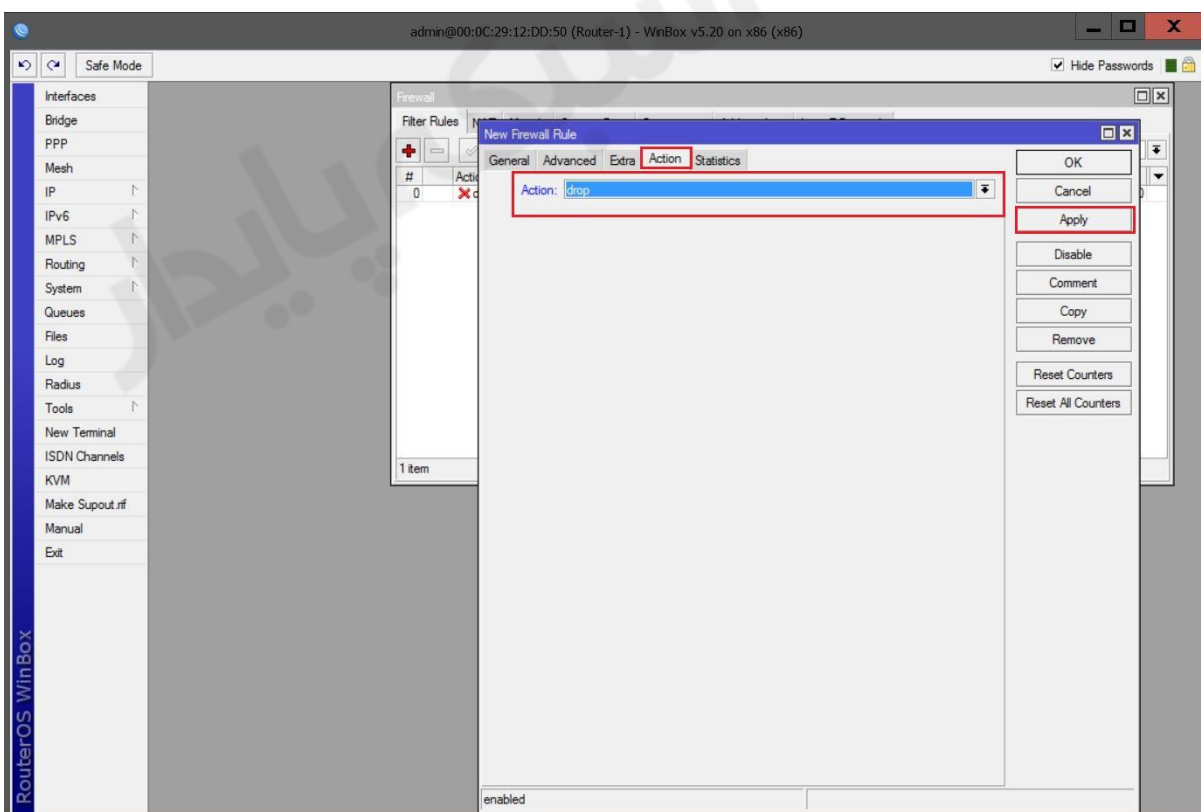 admin@00:0C:29:12:DD:50 (Router-1) - WinBox v5.20 on x86 (x86)
Safe Mode
Hide Passwords
Interfaces
Bridge
PPP
Mesh
IP
IPv6
MPLS
Routing
System
Queues
Files
Log
Radius
Tools
New Terminal
ISDN Channels
KVM
Make Supout.rif
Manual
Exit
RouterOS WinBox
Firewall
Filter Rules
#
0
1 item
New Firewall Rule
General Advanced Extra Action Statistics
Action: drop
OK
Cancel
Apply
Disable
Comment
Copy
Remove
Reset Counters
Reset All Counters
enabled
پایدار